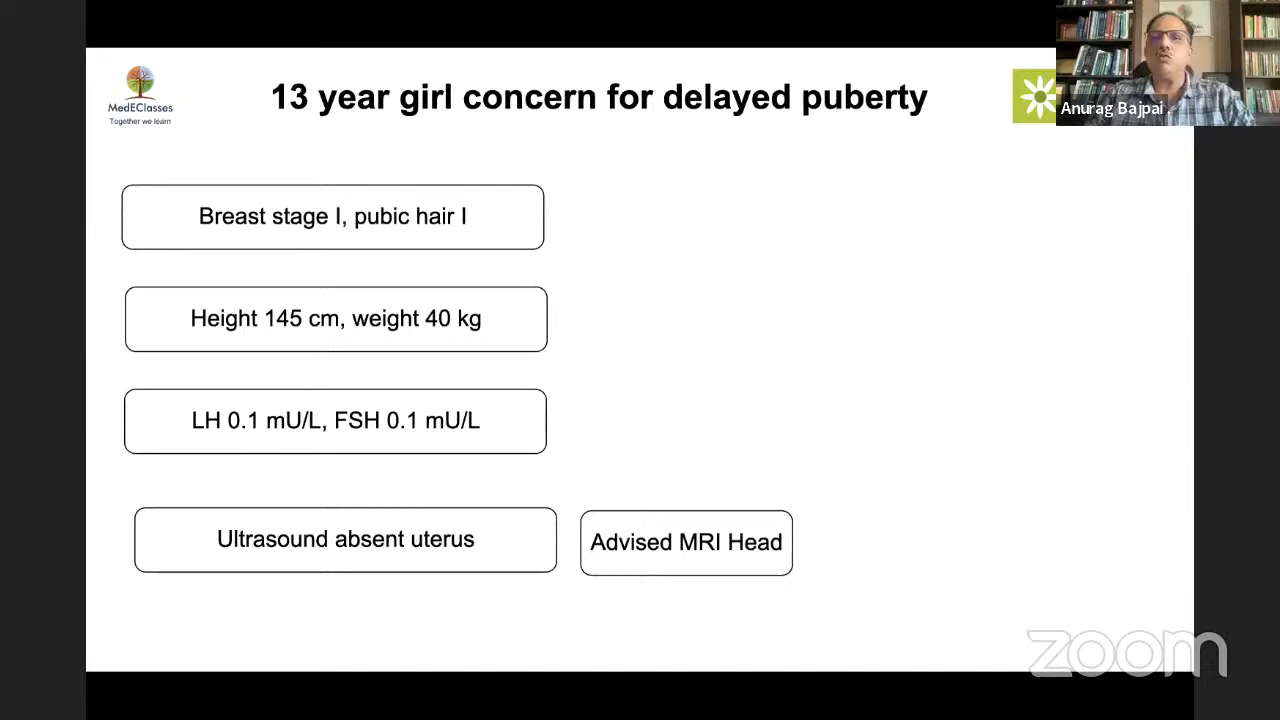 MedEClasses
Together we learn
13 year girl concern for delayed puberty
Anurag Bajpai
Breast stage I, pubic hair I
Height 145 cm, weight 40 kg
LH 0.1 mU/L, FSH 0.1 mU/L
Ultrasound absent uterus
Advised MRI Head
zoom